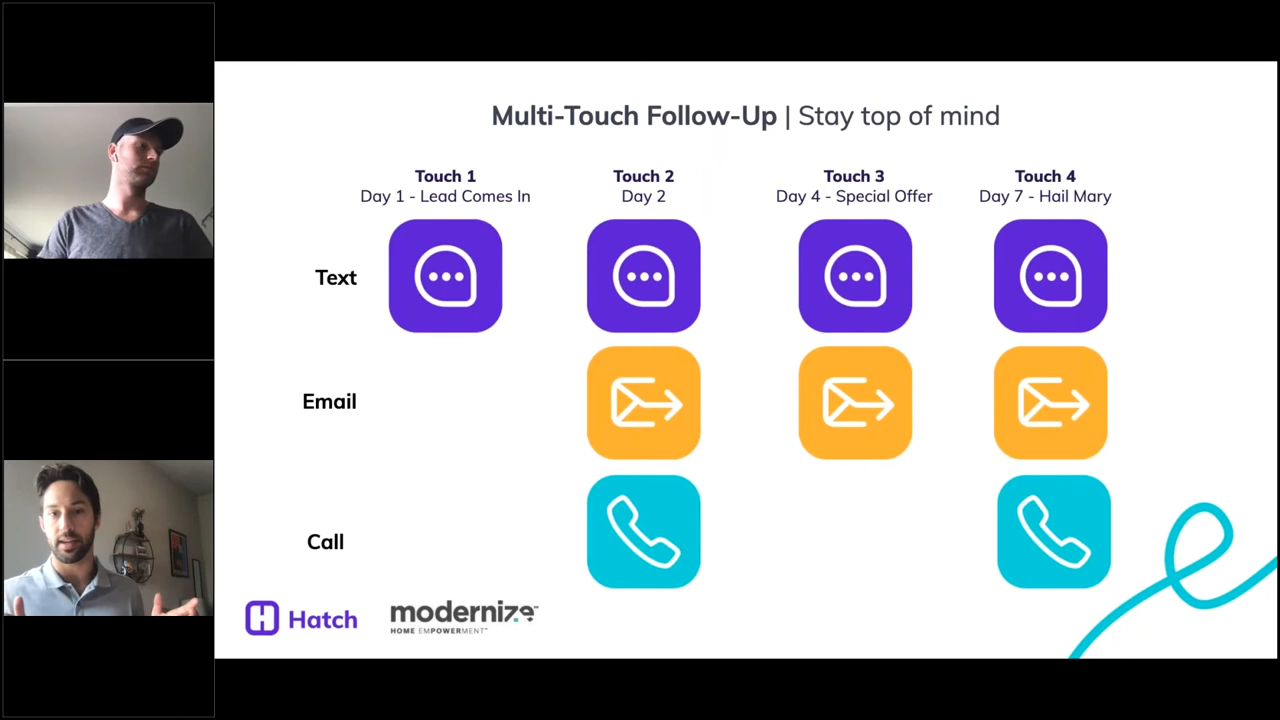 Multi-Touch Follow-Up | Stay top of mind
Touch 1
Day 1 - Lead Comes In
Touch 2
Day 2
Touch 3
Day 4 - Special Offer
Touch 4
Day 7 - Hail Mary
Text
Email
Call
Hatch
modernize
HOME EMPOWERMENT